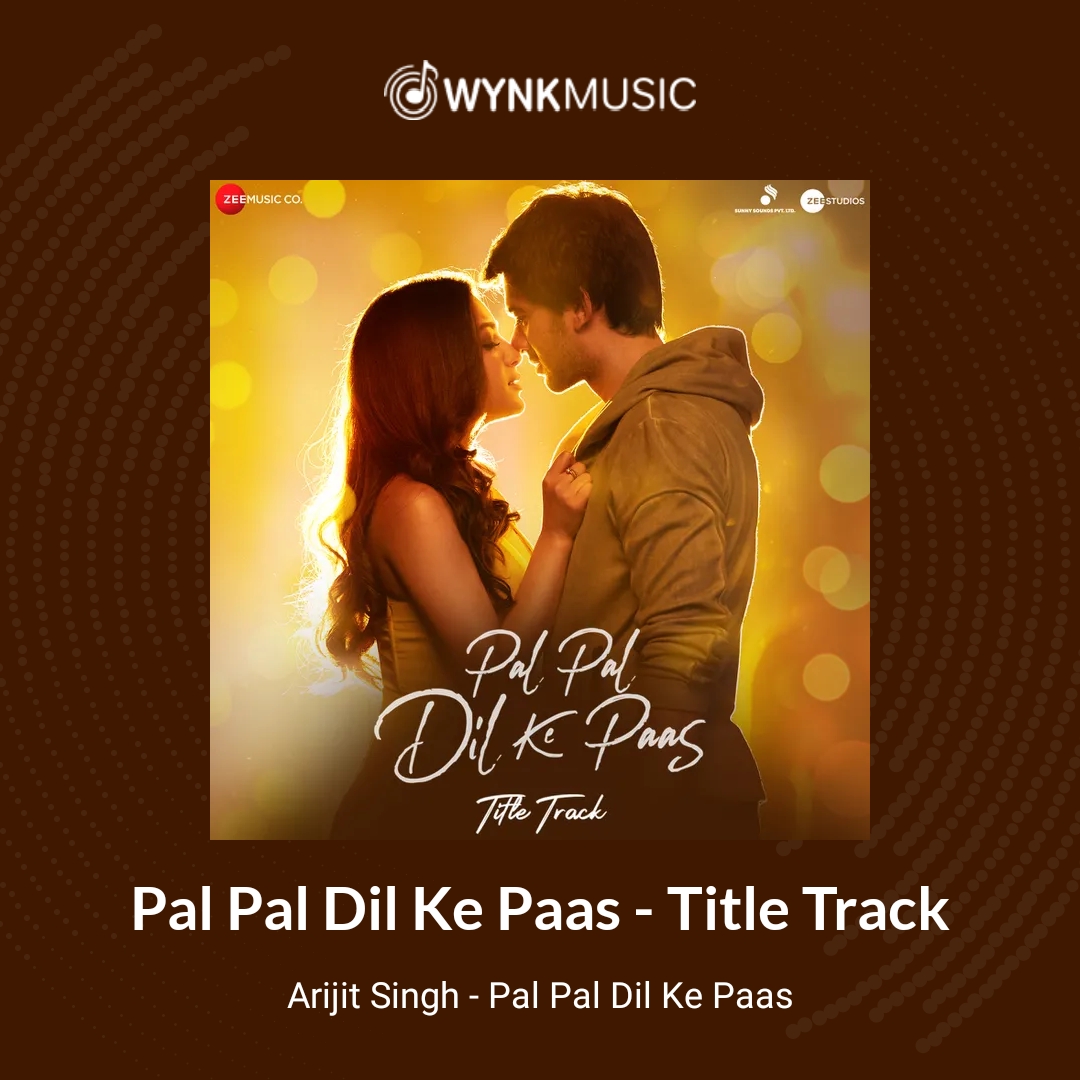 WYNKMUSIC
ZEEMUSIC CO.
SUNNY SOUNDS PVT. LTD.
ZEESTUDIOS
Pal Pal
Dil Ke Paas
Title Track
Pal Pal Dil Ke Paas - Title Track
Arijit Singh - Pal Pal Dil Ke Paas